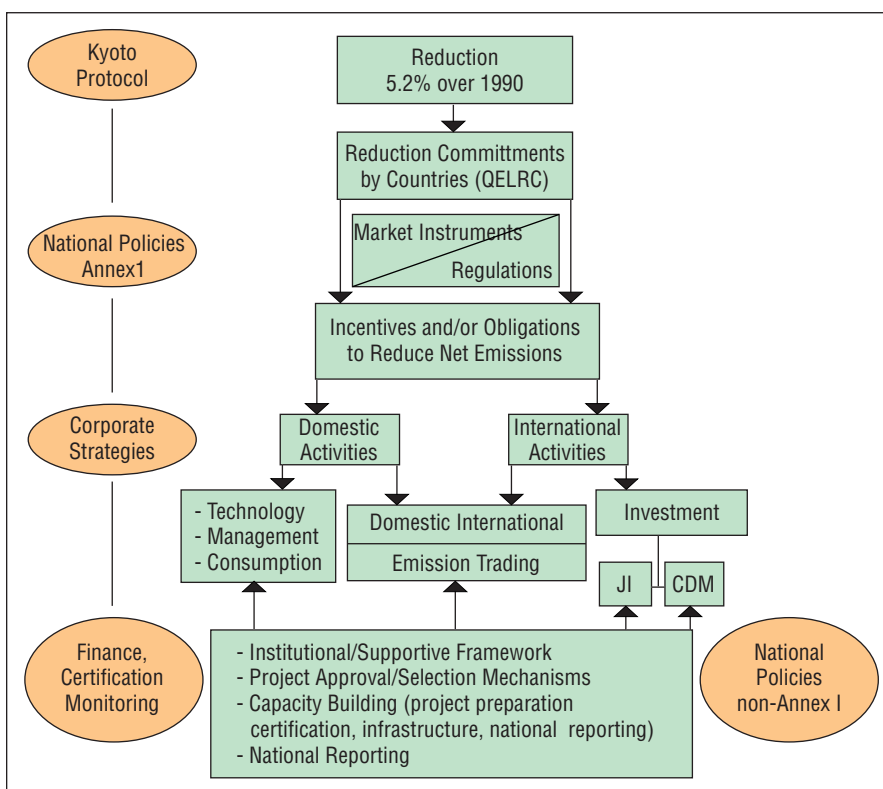 Kyoto
Protocol
Reduction
5.2% over 1990
Reduction Committments
by Countries (QELRC)
National Policies
Annex1
Market Instruments
Regulations
Incentives and/or Obligations
to Reduce Net Emissions
Corporate
Strategies
Domestic
Activities
International
Activities
- Technology
- Management
- Consumption
Domestic International
Emission Trading
Investment
JI
CDM
Finance,
Certification
Monitoring
- Institutional/Supportive Framework
- Project Approval/Selection Mechanisms
- Capacity Building (project preparation
certification, infrastructure, national reporting)
- National Reporting
National
Policies
non-Annex I